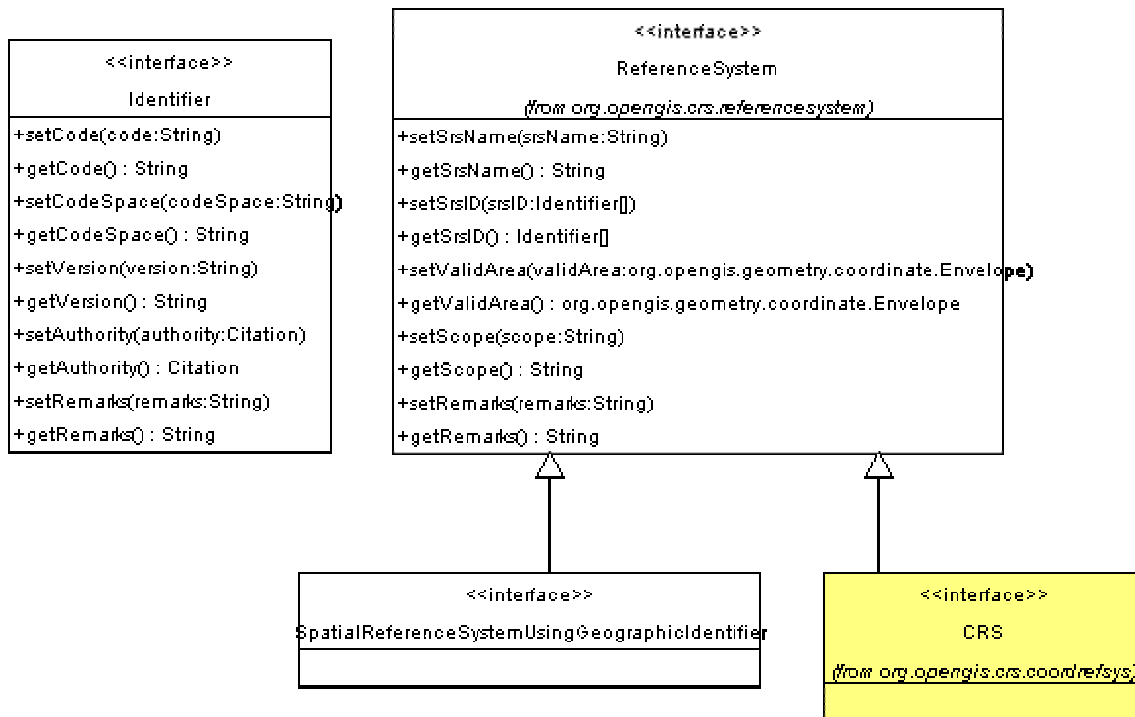 <<interface>>
Identifier
+setCode(code:String)
+getCode() : String
+setCodeSpace(codeSpace:String)
+getCodeSpace() : String
+setVersion(version:String)
+getVersion() : String
+setAuthority(authority:Citation)
+getAuthority() : Citation
+setRemarks(remarks:String)
+getRemarks() : String
<<interface>>
ReferenceSystem
(from org.opengis.crs.referencesystem)
+setSrsName(srsName:String)
+getSrsName() : String
+setSrsID(srsID:Identifier[])
+getSrsID() : Identifier[]
+setValidArea(validArea:org.opengis.geometry.coordinate.Envelope)
+getValidArea() : org.opengis.geometry.coordinate.Envelope
+setScope(scope:String)
+getScope() : String
+setRemarks(remarks:String)
+getRemarks() : String
<<interface>>
SpatialReferenceSystemUsingGeographicIdentifier
<<interface>>
CRS
(from org.opengis.crs.coordrefsys)